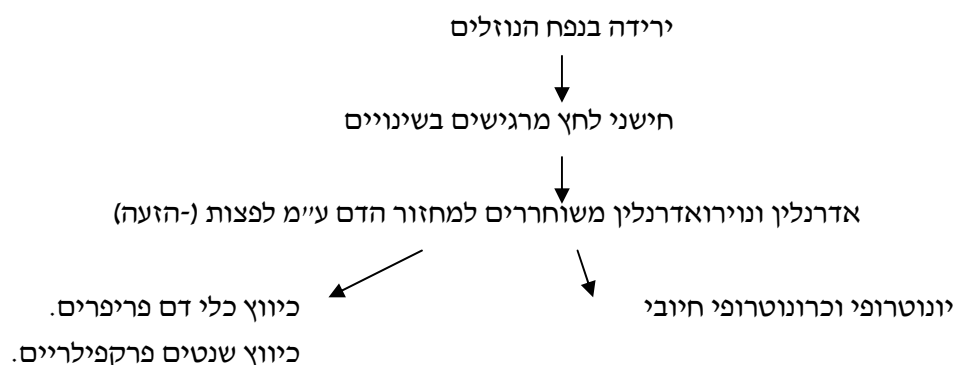 ירידה בנפח הנוזלים
חישני לחץ מרגישים בשינויים
אדרנלין ונוירואדרנלין משוחררים למחזור הדם ע״מ לפצות (-הזעה)
יונוטרופי וכרונוטרופי חיובי
כיווץ כלי דם פריפרים.
כיווץ שנטים פרקפילריים.